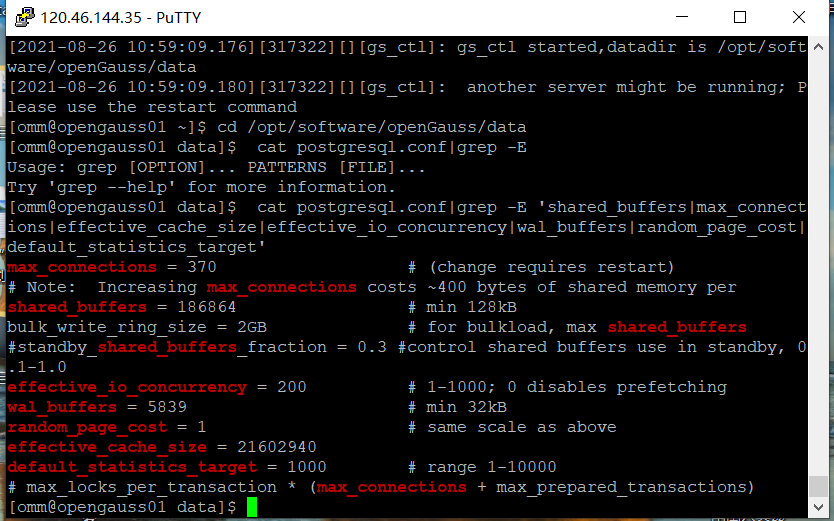 120.46.144.35 - PuTTY
[2021-08-26 10:59:09.176][317322][][gs_ctl]: gs_ctl started,datadir is /opt/soft
ware/openGauss/data
[2021-08-26 10:59:09.180][317322][][gs_ctl]:  another server might be running; P
lease use the restart command
[omm@opengauss01 ~]$ cd /opt/software/openGauss/data
[omm@opengauss01 data]$  cat postgresql.conf|grep -E
Usage: grep [OPTION]... PATTERNS [FILE]...
Try 'grep --help' for more information.
[omm@opengauss01 data]$  cat postgresql.conf|grep -E 'shared_buffers|max_connect
ions|effective_cache_size|effective_io_concurrency|wal_buffers|random_page_cost|
default_statistics_target'
max_connections = 370                   # (change requires restart)
# Note:  Increasing max_connections costs ~400 bytes of shared memory per
shared_buffers = 186864                 # min 128kB
bulk_write_ring_size = 2GB              # for bulkload, max shared_buffers
#standby_shared_buffers_fraction = 0.3 #control shared buffers use in standby, 0
.1-1.0
effective_io_concurrency = 200          # 1-1000; 0 disables prefetching
wal_buffers = 5839                      # min 32kB
random_page_cost = 1                    # same scale as above
effective_cache_size = 21602940
default_statistics_target = 1000        # range 1-10000
# max_locks_per_transaction * (max_connections + max_prepared_transactions)
[omm@opengauss01 data]$